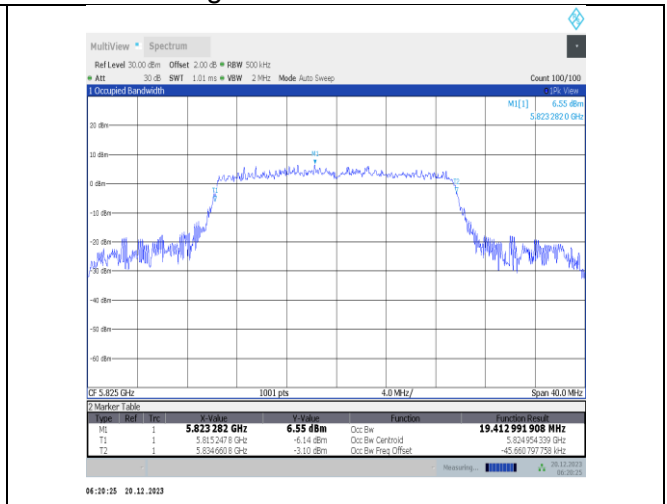 MultiView Spectrum
Ref Level 30.00 dBm Offset 2.00 dB RBW 500 kHz
Att 30 dB SWT 1.01 ms VBW 2 MHz Mode Auto Sweep Count 100/100
1 Occupied Bandwidth 1Pk View
M1[1] 6.55 dBm
5.823 282 0 GHz
20 dBm
10 dBm
M1
0 dBm
T1
-10 dBm
-20 dBm
-30 dBm
-40 dBm
-50 dBm
-60 dBm
CF 5.825 GHz 1001 pts 4.0 MHz/ Span 40.0 MHz
2 Marker Table
Type Ref Trc X-Value Y-Value Function Function Result
M1 1 5.823 282 GHz 6.55 dBm Occ Bw 19.412 991 908 MHz
T1 1 5.815 247 8 GHz -6.14 dBm Occ Bw Centroid 5.824 954 339 GHz
T2 1 5.834 660 8 GHz -3.10 dBm Occ Bw Freq Offset -45.660 797 758 kHz
Measuring... 20.12.2023
06:20:25
06:20:25 20.12.2023